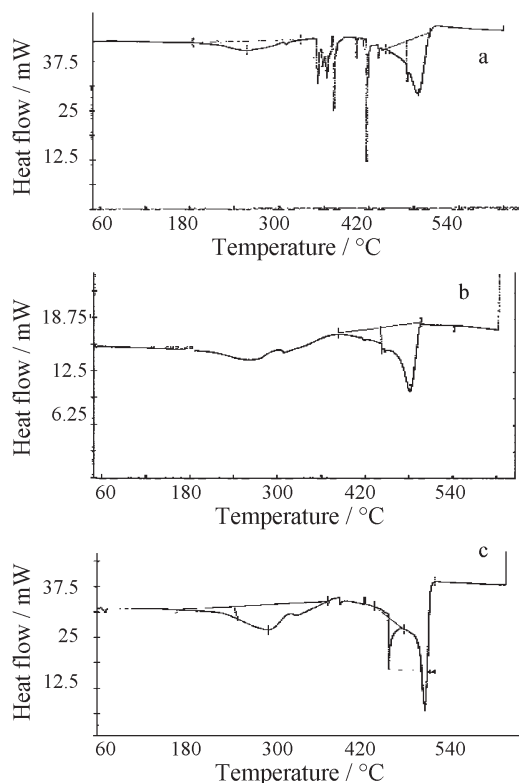 a
Heat flow / mW
37.5
25
12.5
60 180 300 420 540
Temperature / °C
b
Heat flow / mW
18.75
12.5
6.25
60 180 300 420 540
Temperature / °C
c
Heat flow / mW
37.5
25
12.5
60 180 300 420 540
Temperature / °C